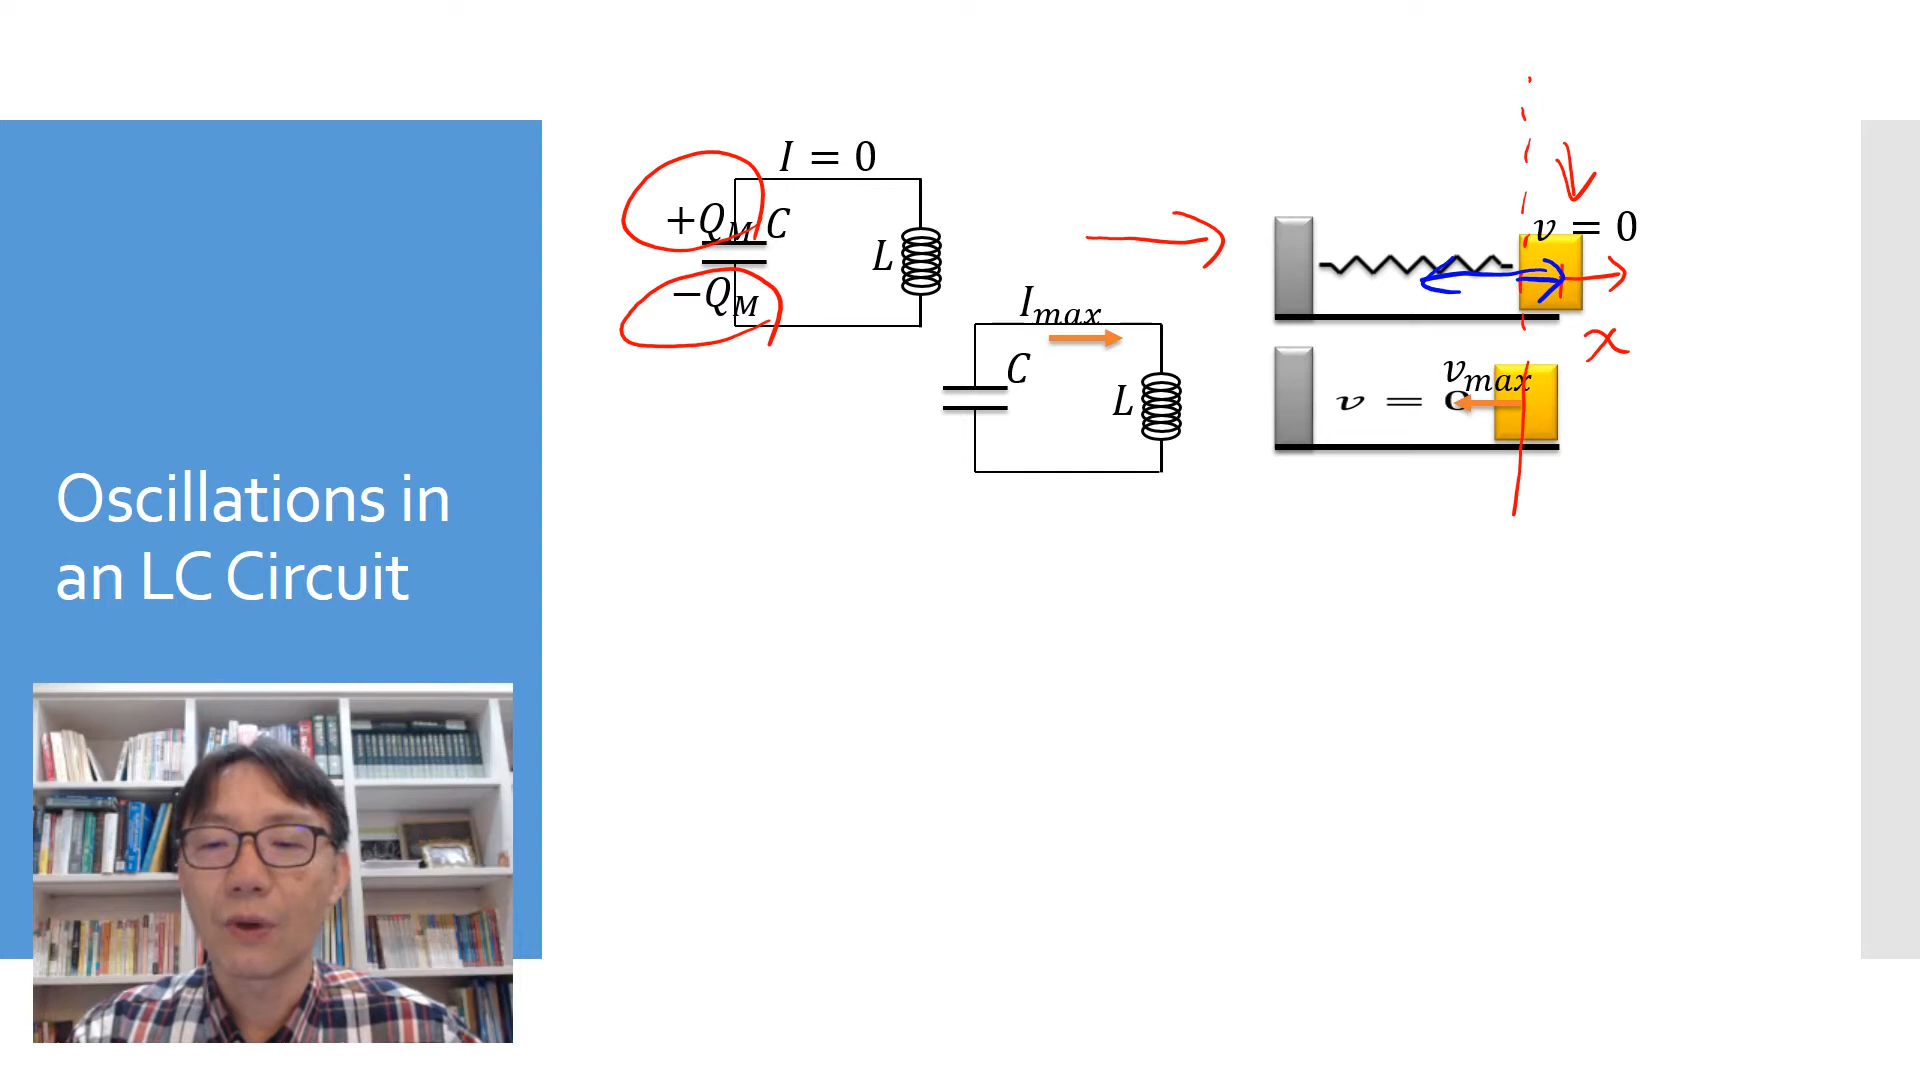 Oscillations in
an LC Circuit
I = 0
+Q_M
C
−Q_M
L
I_max
C
L
v = 0
x
v_max
v = 0